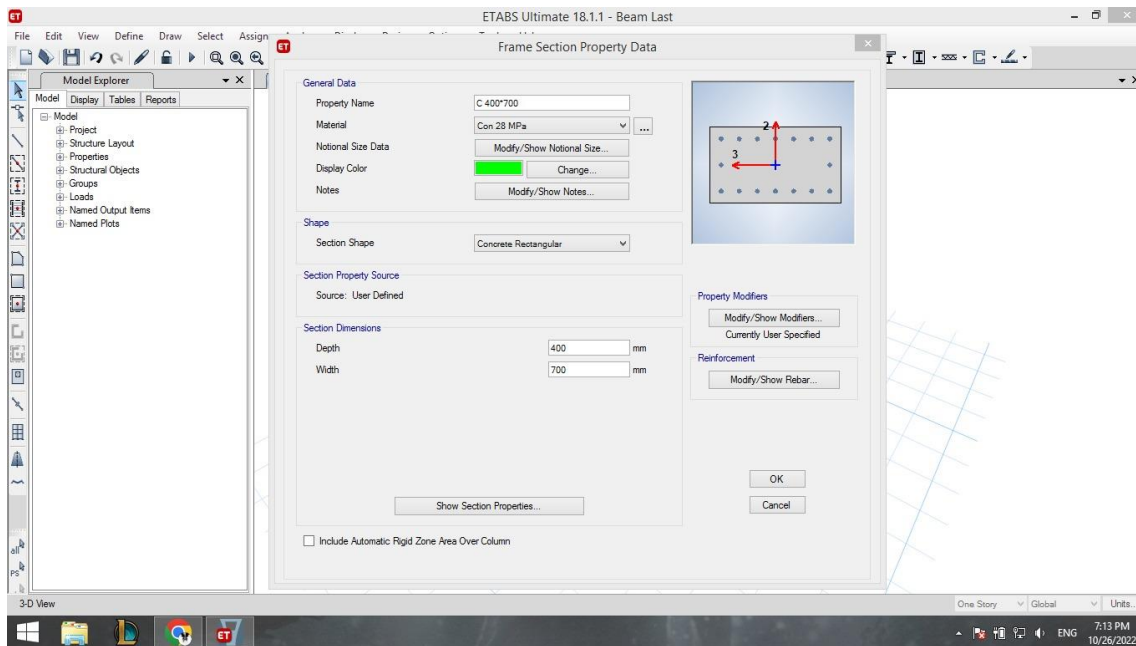 ET
ETABS Ultimate 18.1.1 - Beam Last
File Edit View Define Draw Select Assign
ET
Frame Section Property Data
Model Explorer
Model Display Tables Reports
Model
Project
Structure Layout
Properties
Structural Objects
Groups
Loads
Named Output Items
Named Plots
General Data
Property Name C 400*700
Material Con 28 MPa ...
Notional Size Data Modify/Show Notional Size...
Display Color Change...
Notes Modify/Show Notes...
2
3
Shape
Section Shape Concrete Rectangular
Section Property Source
Source: User Defined
Property Modifiers
Modify/Show Modifiers...
Currently User Specified
Section Dimensions
Depth 400 mm
Width 700 mm
Reinforcement
Modify/Show Rebar...
OK
Cancel
Show Section Properties...
Include Automatic Rigid Zone Area Over Column
all
PS
3-D View
One Story Global Units...
ET
ENG 7:13 PM
10/26/2022